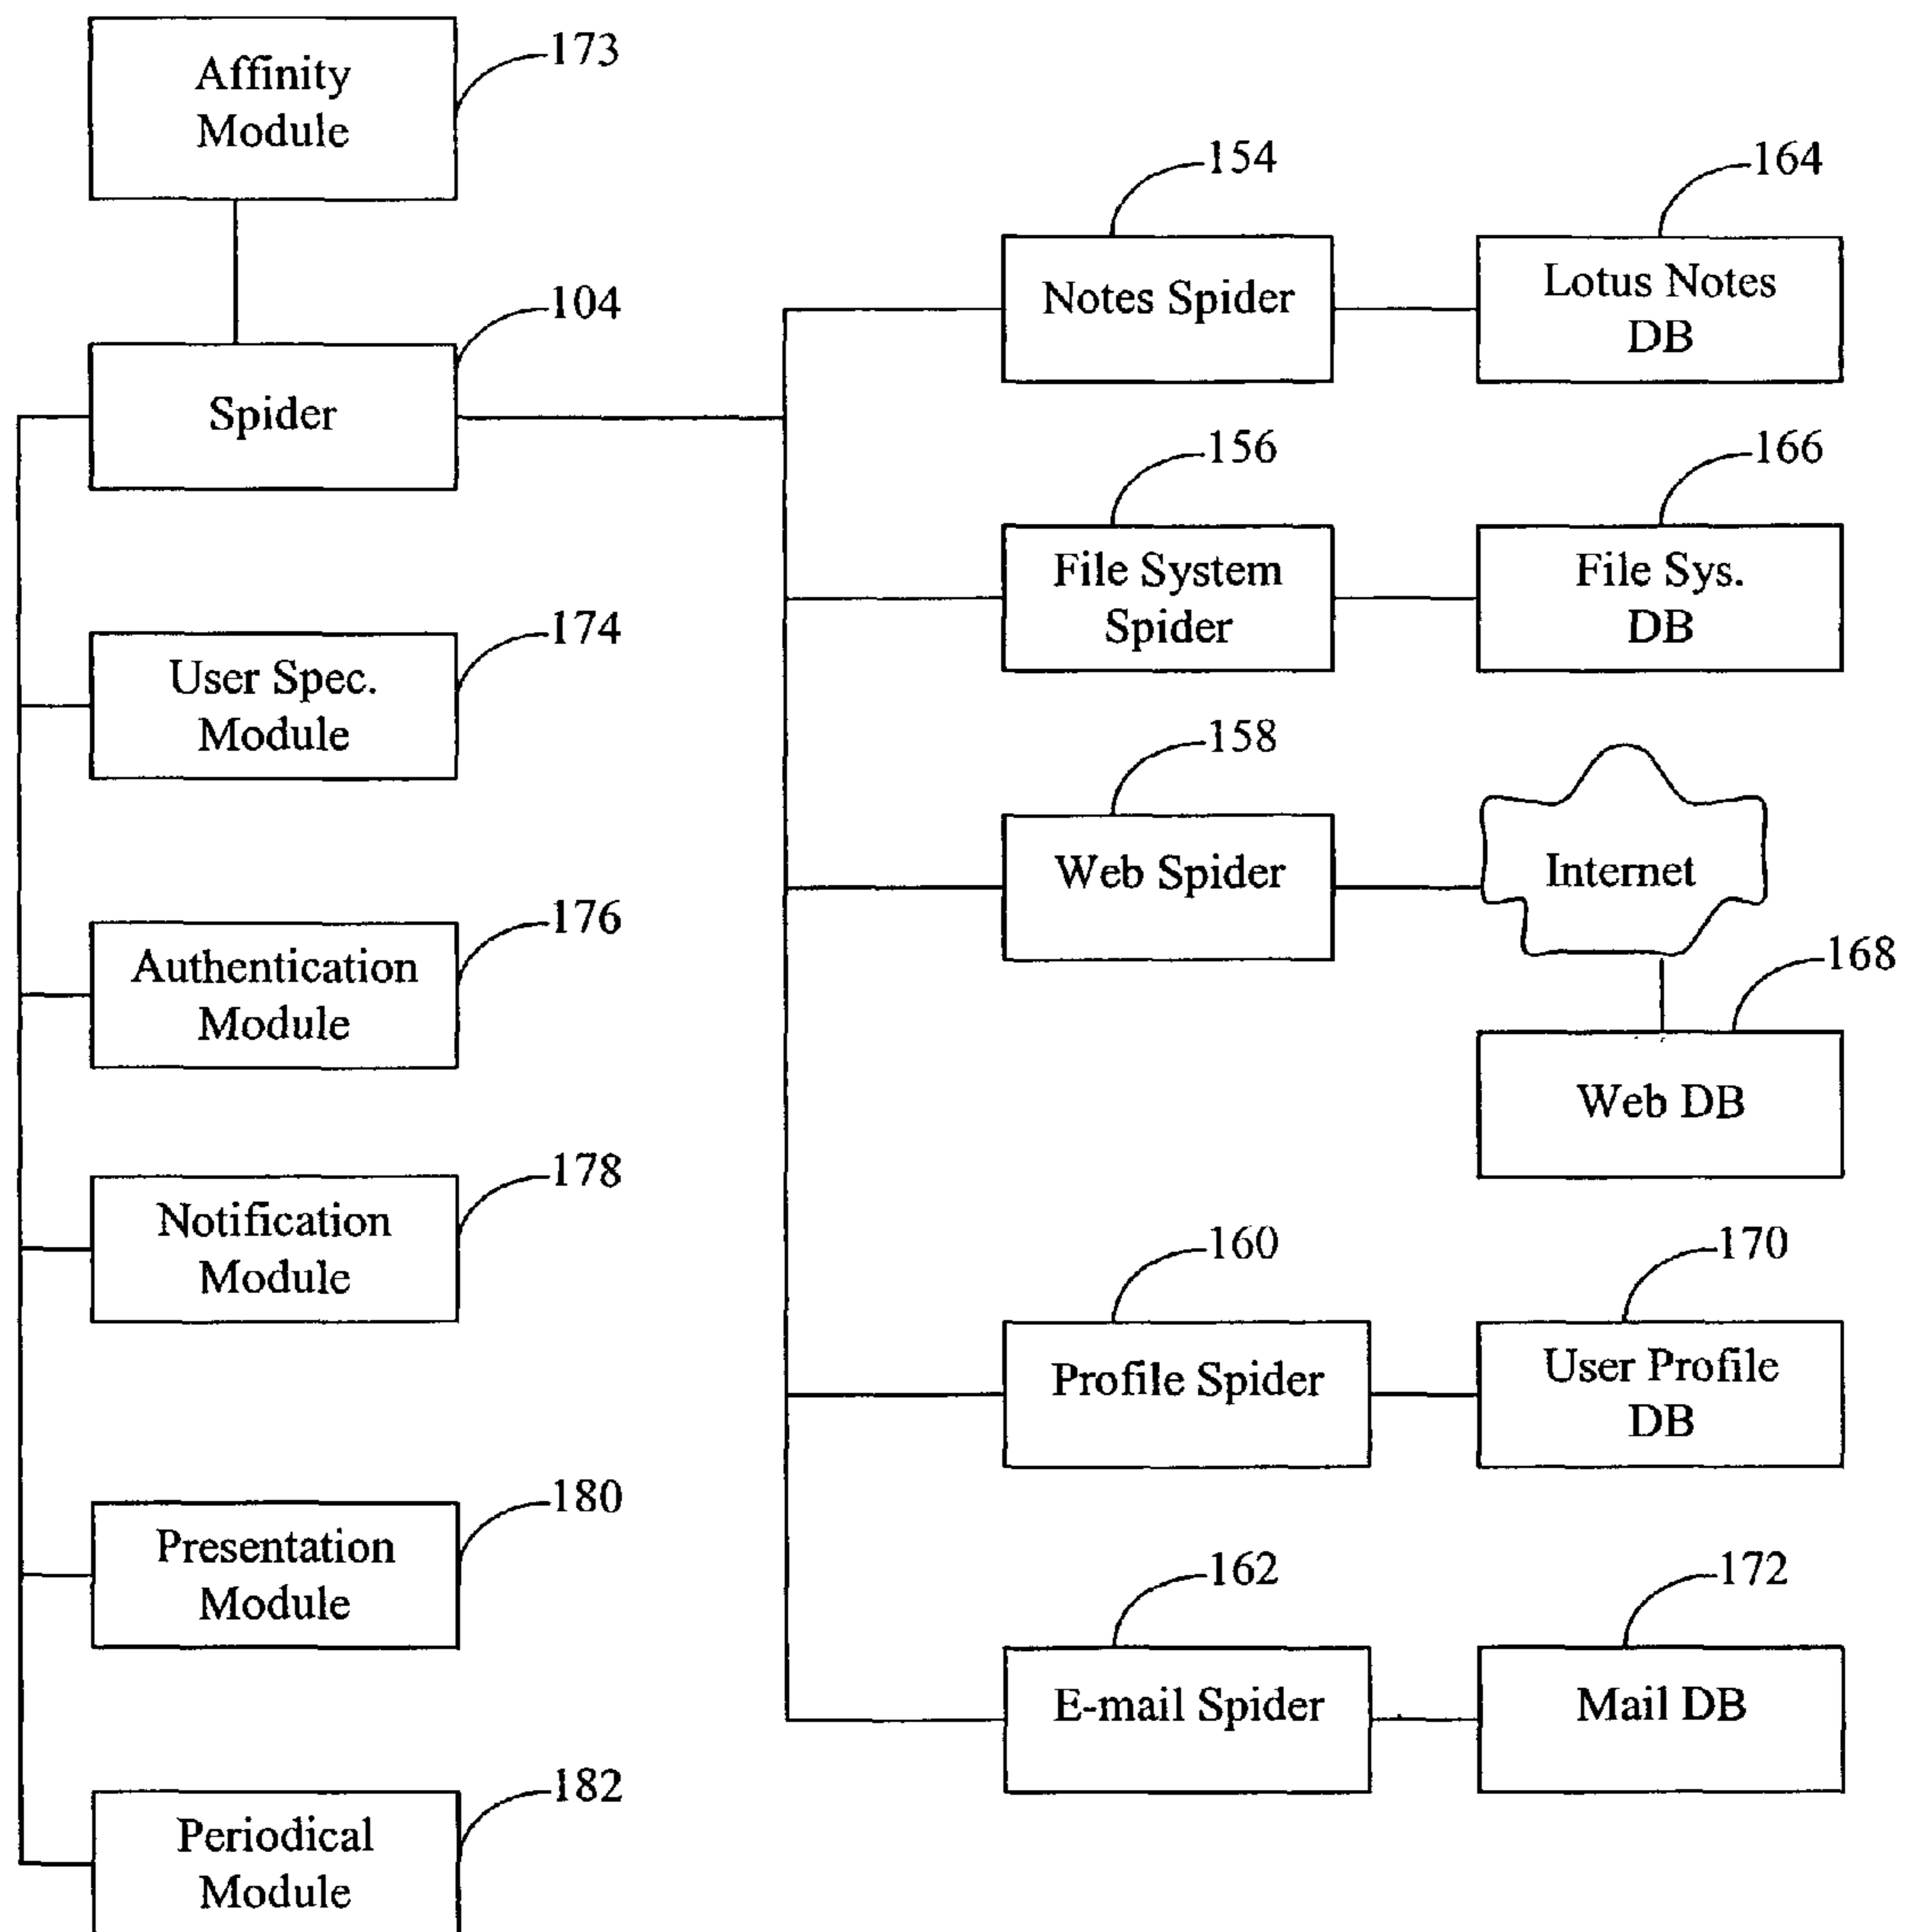 173
Affinity
Module
154
164
Notes Spider
Lotus Notes
DB
104
Spider
156
166
File System
Spider
File Sys.
DB
174
User Spec.
Module
158
Web Spider
Internet
176
Authentication
Module
168
Web DB
178
Notification
Module
160
170
Profile Spider
User Profile
DB
180
Presentation
Module
162
172
E-mail Spider
Mail DB
182
Periodical
Module